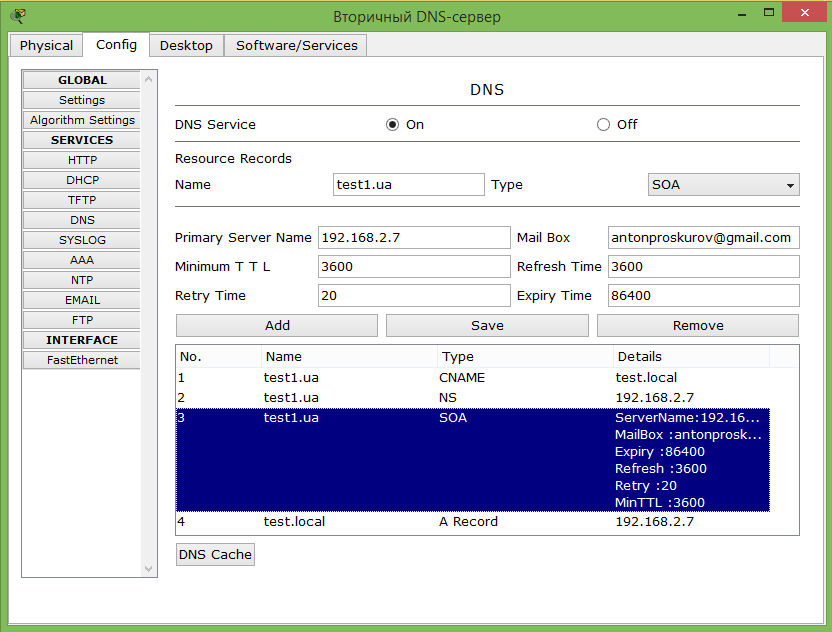 Вторичный DNS-сервер
Physical Config Desktop Software/Services
GLOBAL
Settings
Algorithm Settings
SERVICES
HTTP
DHCP
TFTP
DNS
SYSLOG
AAA
NTP
EMAIL
FTP
INTERFACE
FastEthernet
DNS
DNS Service On Off
Resource Records
Name test1.ua Type SOA
Primary Server Name 192.168.2.7 Mail Box antonproskurov@gmail.com
Minimum T T L 3600 Refresh Time 3600
Retry Time 20 Expiry Time 86400
Add Save Remove
No. Name Type Details
1 test1.ua CNAME test.local
2 test1.ua NS 192.168.2.7
3 test1.ua SOA ServerName:192.16...
MailBox :antonprosk...
Expiry :86400
Refresh :3600
Retry :20
MinTTL :3600
4 test.local A Record 192.168.2.7
DNS Cache